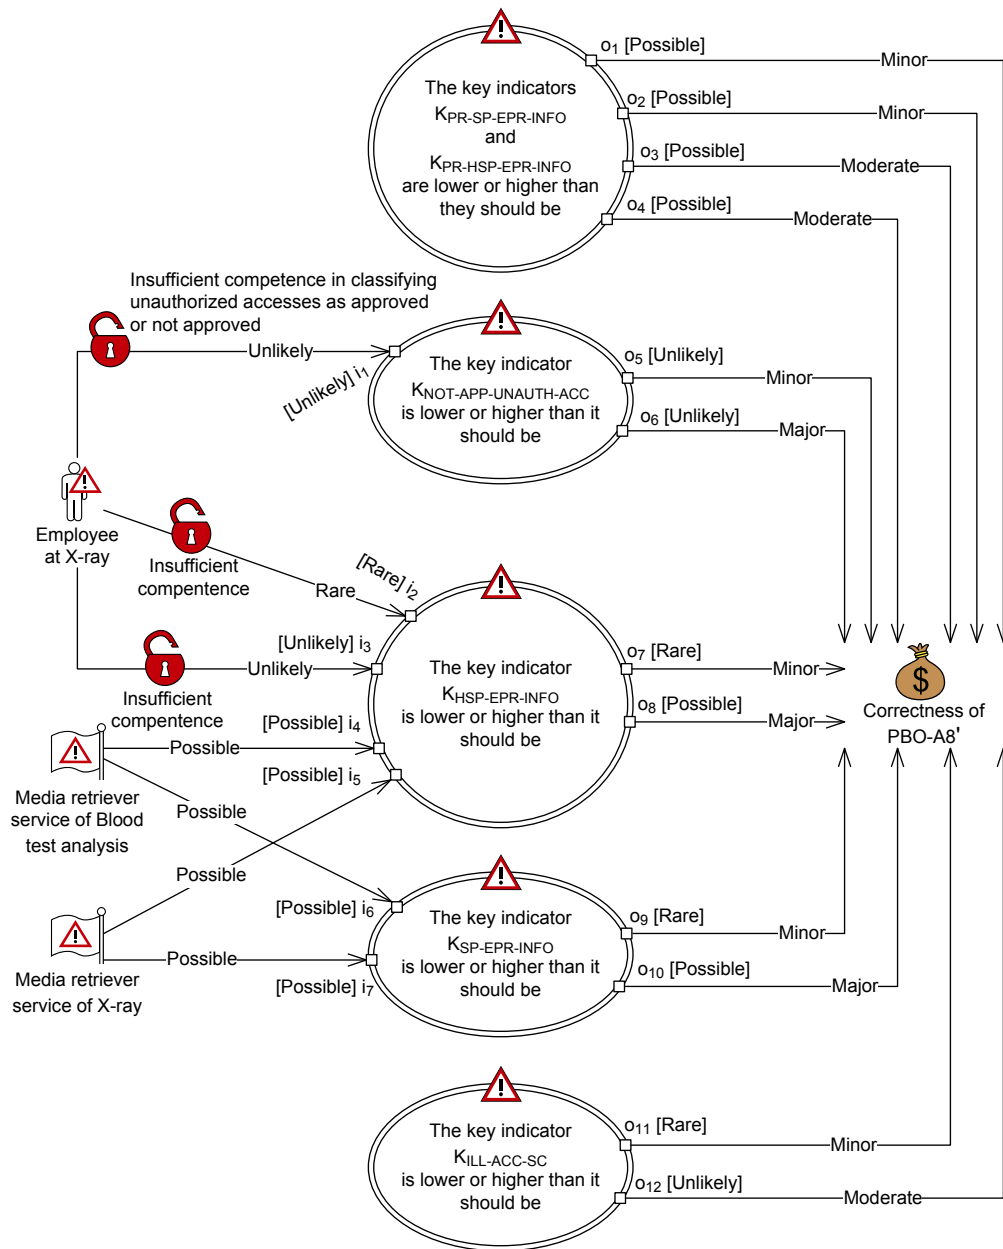 o1 [Possible]
Minor
The key indicators
KPR-SP-EPR-INFO
and
KPR-HSP-EPR-INFO
are lower or higher than
they should be
o2 [Possible]
Minor
o3 [Possible]
Moderate
o4 [Possible]
Moderate
Insufficient competence in classifying
unauthorized accesses as approved
or not approved
Unlikely
[Unlikely] i1
The key indicator
KNOT-APP-UNAUTH-ACC
is lower or higher than it
should be
o5 [Unlikely]
Minor
o6 [Unlikely]
Major
Employee
at X-ray
Insufficient
compentence
Rare
[Rare] i2
[Unlikely] i3
Unlikely
Insufficient
compentence
The key indicator
KHSP-EPR-INFO
is lower or higher than it
should be
o7 [Rare]
Minor
o8 [Possible]
Major
$
Correctness of
PBO-A8'
[Possible] i4
Possible
[Possible] i5
Media retriever
service of Blood
test analysis
Possible
Possible
[Possible] i6
Possible
[Possible] i7
Media retriever
service of X-ray
The key indicator
KSP-EPR-INFO
is lower or higher than it
should be
o9 [Rare]
Minor
o10 [Possible]
Major
The key indicator
KILL-ACC-SC
is lower or higher than it
should be
o11 [Rare]
Minor
o12 [Unlikely]
Moderate